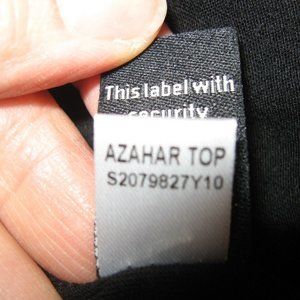 This label with
security
AZAHAR TOP
S2079827Y10